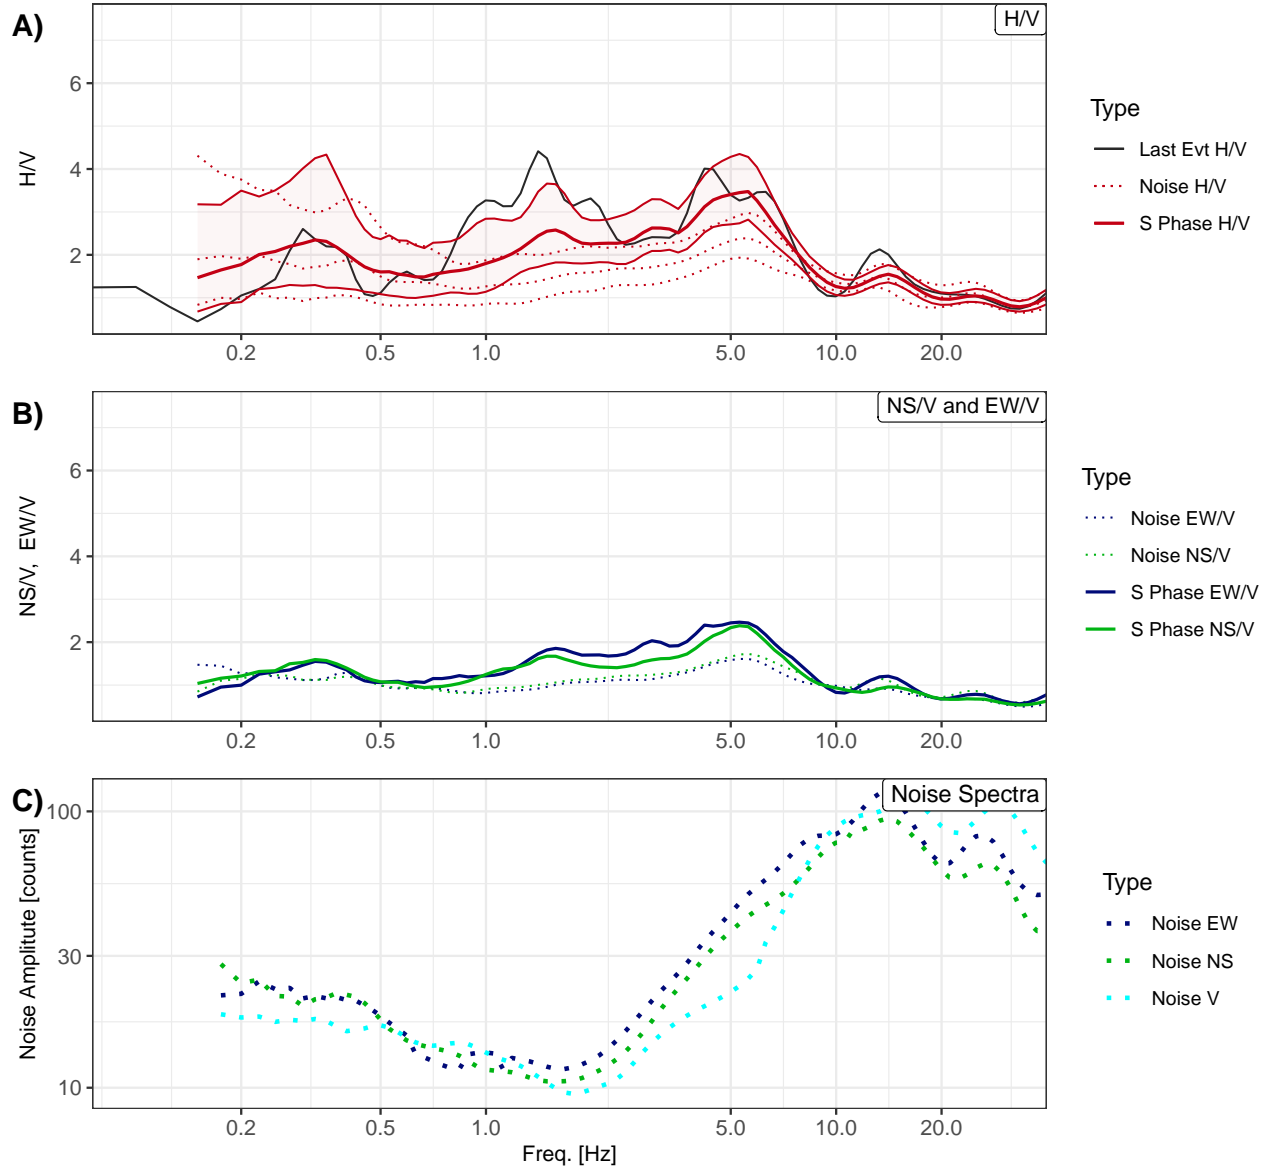 A)
H/V
6
4
2
H/V
0.2 0.5 1.0 5.0 10.0 20.0
Type
Last Evt H/V
Noise H/V
S Phase H/V
B)
NS/V and EW/V
6
4
2
NS/V, EW/V
0.2 0.5 1.0 5.0 10.0 20.0
Type
Noise EW/V
Noise NS/V
S Phase EW/V
S Phase NS/V
C)
Noise Spectra
100
30
10
Noise Amplitute [counts]
0.2 0.5 1.0 5.0 10.0 20.0
Freq. [Hz]
Type
Noise EW
Noise NS
Noise V